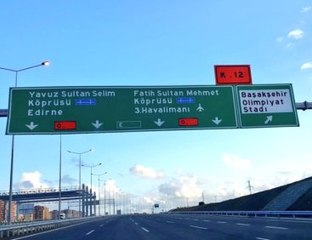 K.12
Yavuz Sultan Selim
Köprüsü
Edirne
Fatih Sultan Mehmet
Köprüsü
3.Havalimanı
Başakşehir
Olimpiyat
Stadı